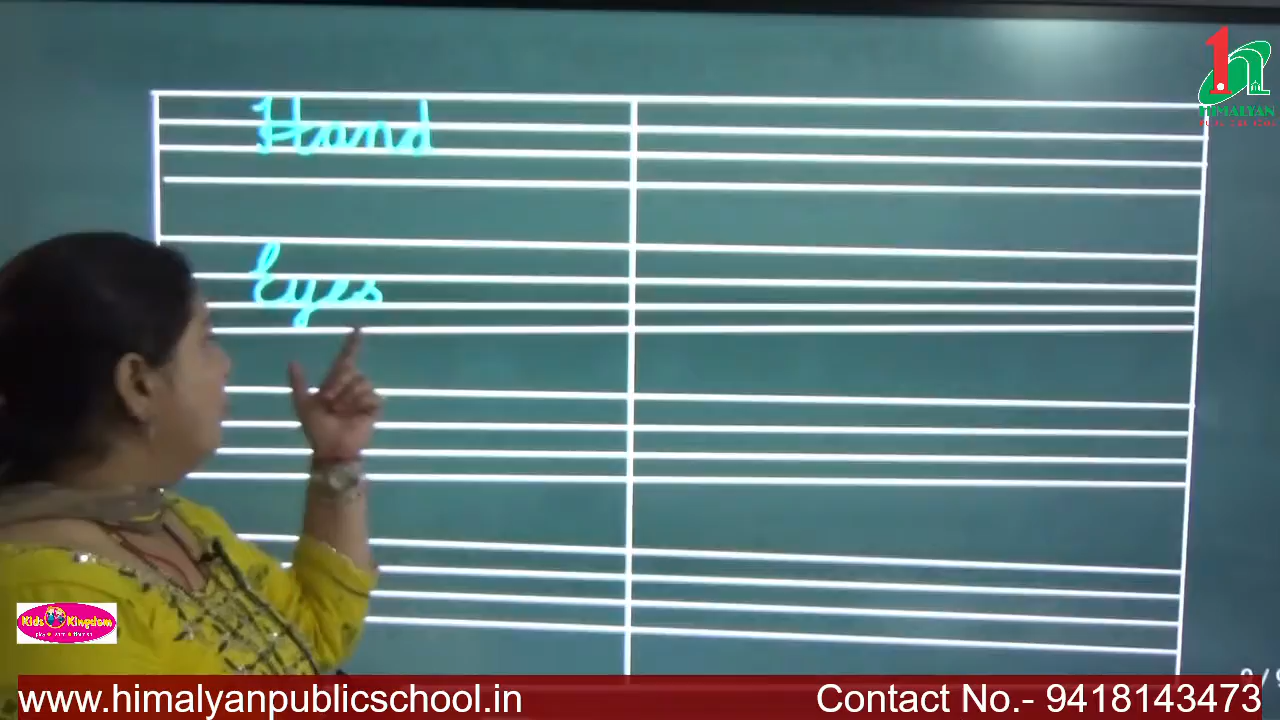 Hand
Eyes
HIMALYAN
Kids Kingdom
www.himalyanpublicschool.in
Contact No.- 9418143473